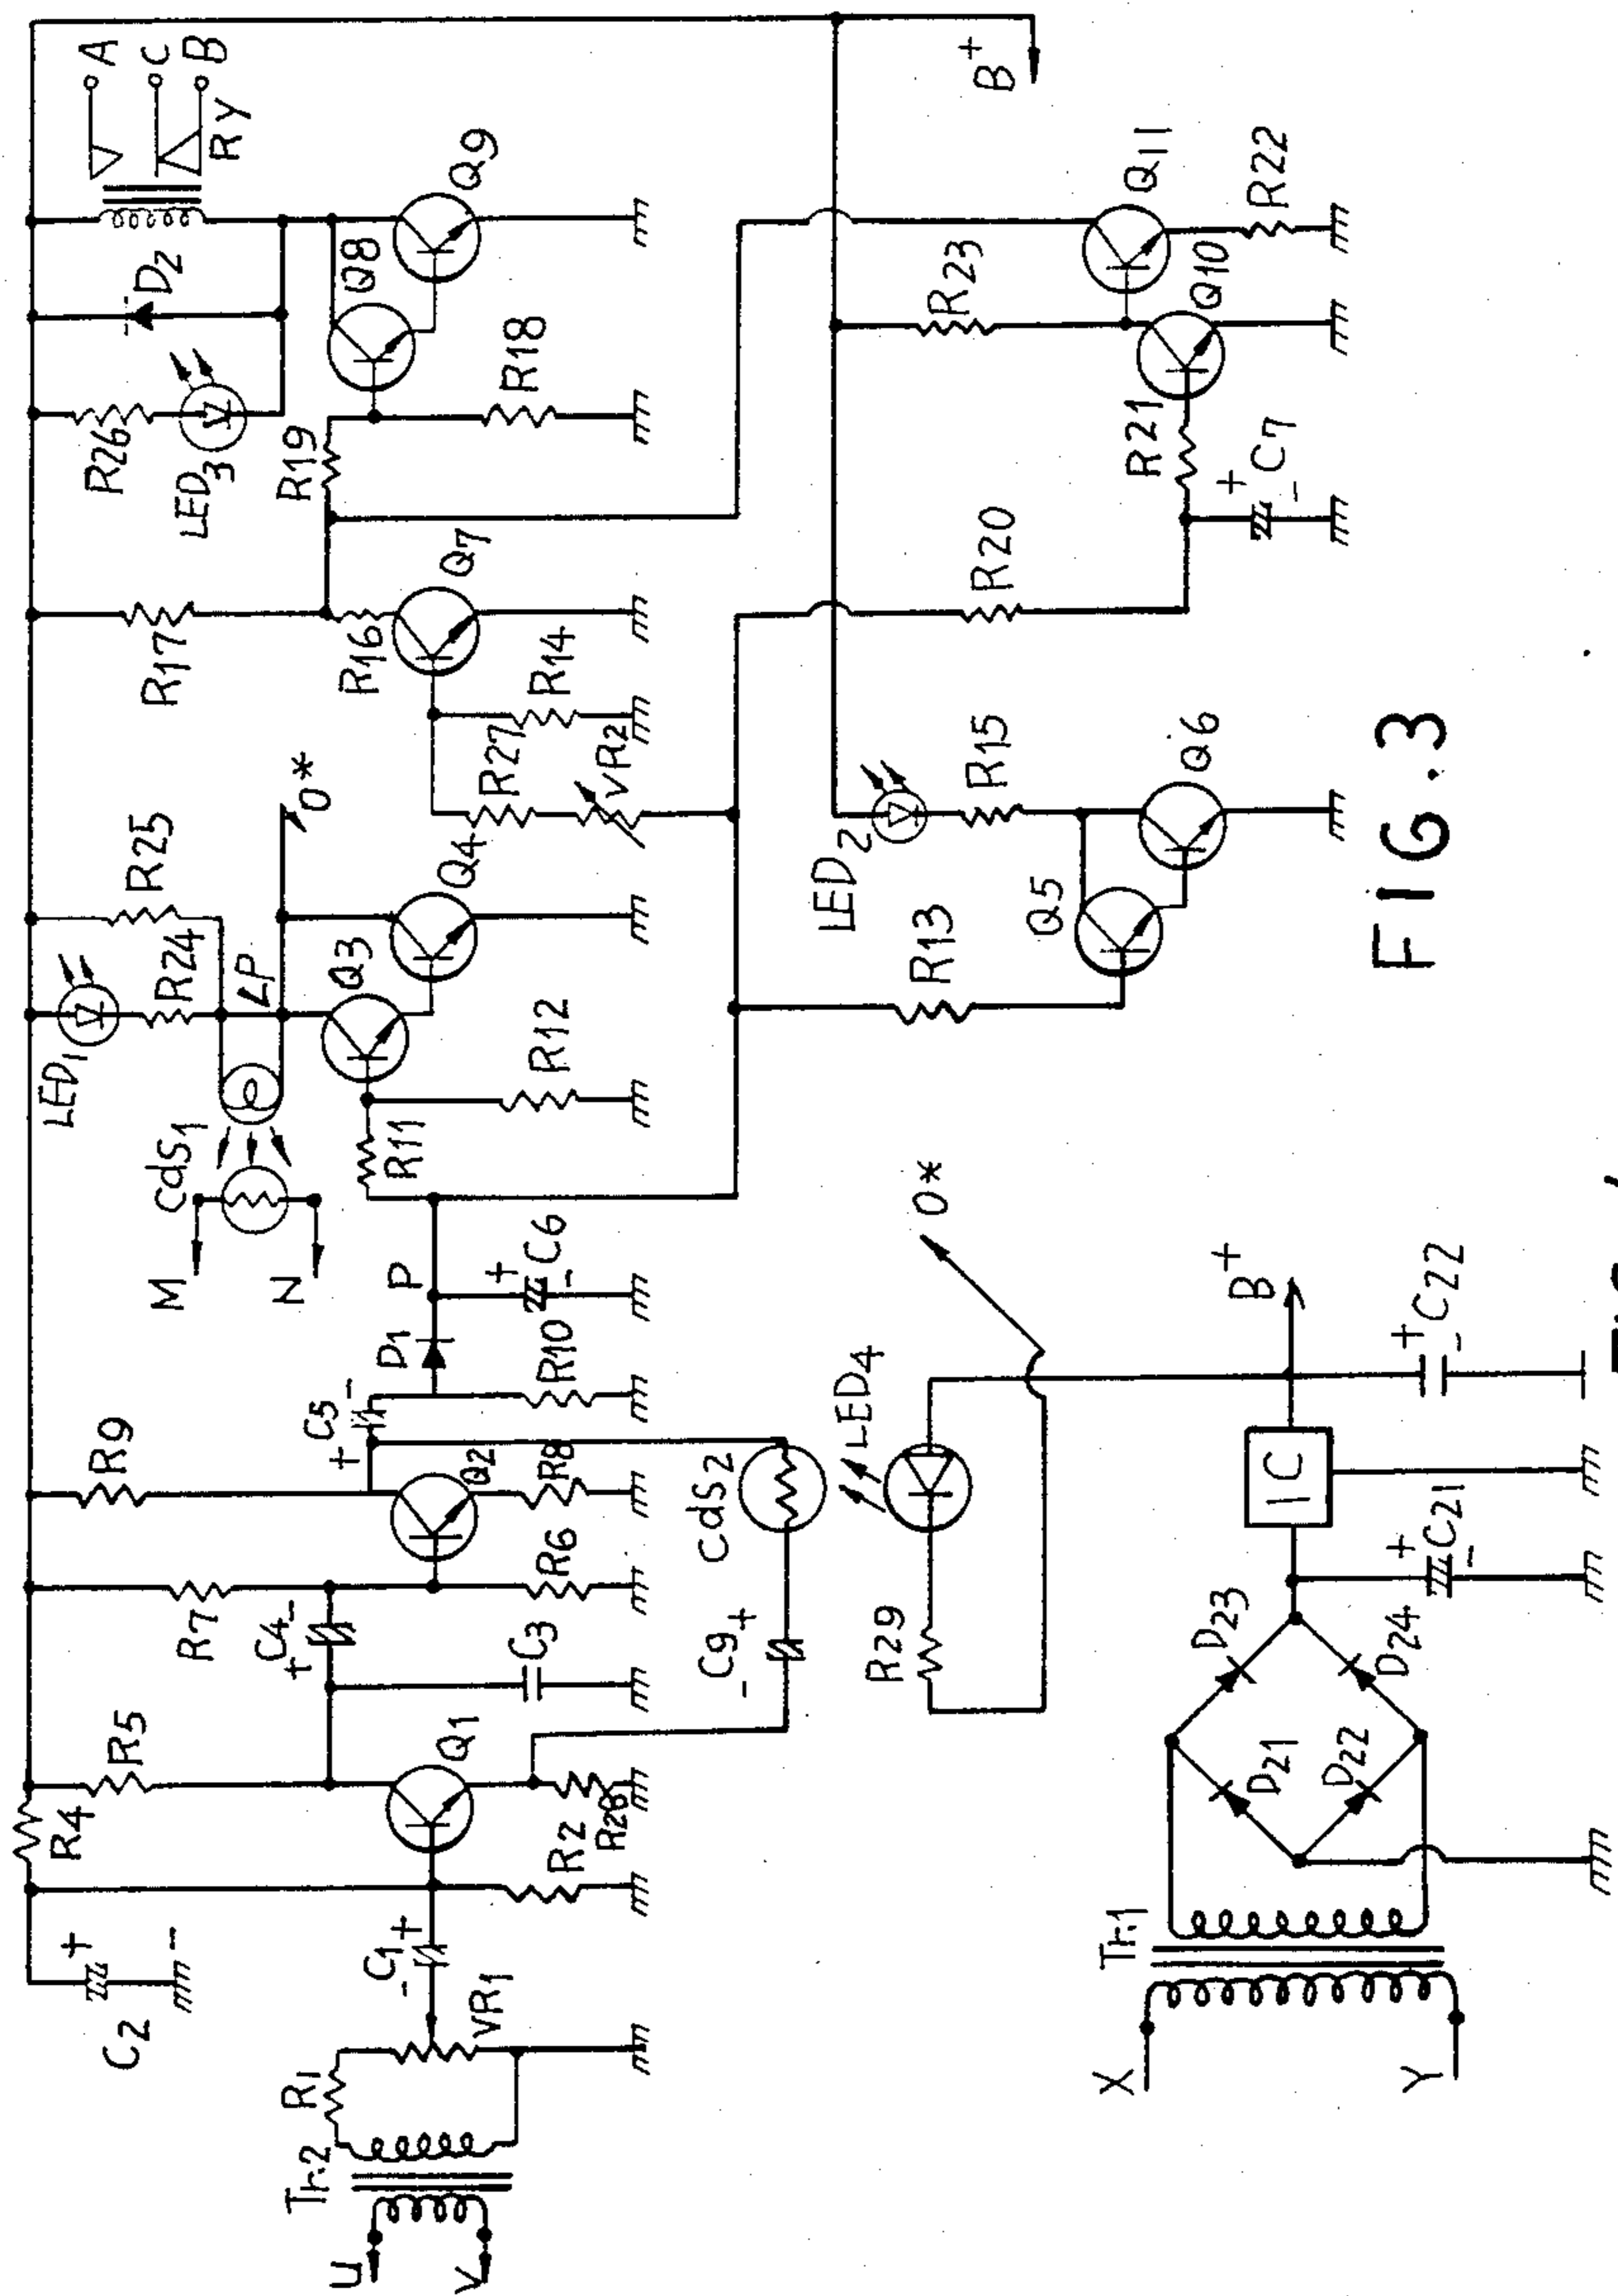 A
C
B
RY
D2
R26
LED3
Q8
Q9
R19
R18
R17
R16
Q7
R14
R27
VR2
R25
0*
LED1
R24
LP
Q3
Q4
cdS1
M
N
R11
R12
P
+
C6
-
D1
R10
R9
+
C5
-
Q2
R8
R7
R6
C4
+
-
C3
R5
R4
Q1
R2
R28
+
C2
-
-
C1
+
VR1
R1
Tr.2
U
V
B+
R23
Q11
R22
Q10
R21
+
C7
-
R20
LED2
R15
Q6
Q5
R13
cdS2
-
C9
+
LED4
R29
0*
B+
+
C22
-
IC
+
C21
-
D23
D24
D21
D22
Tr.1
X
Y
FIG.3